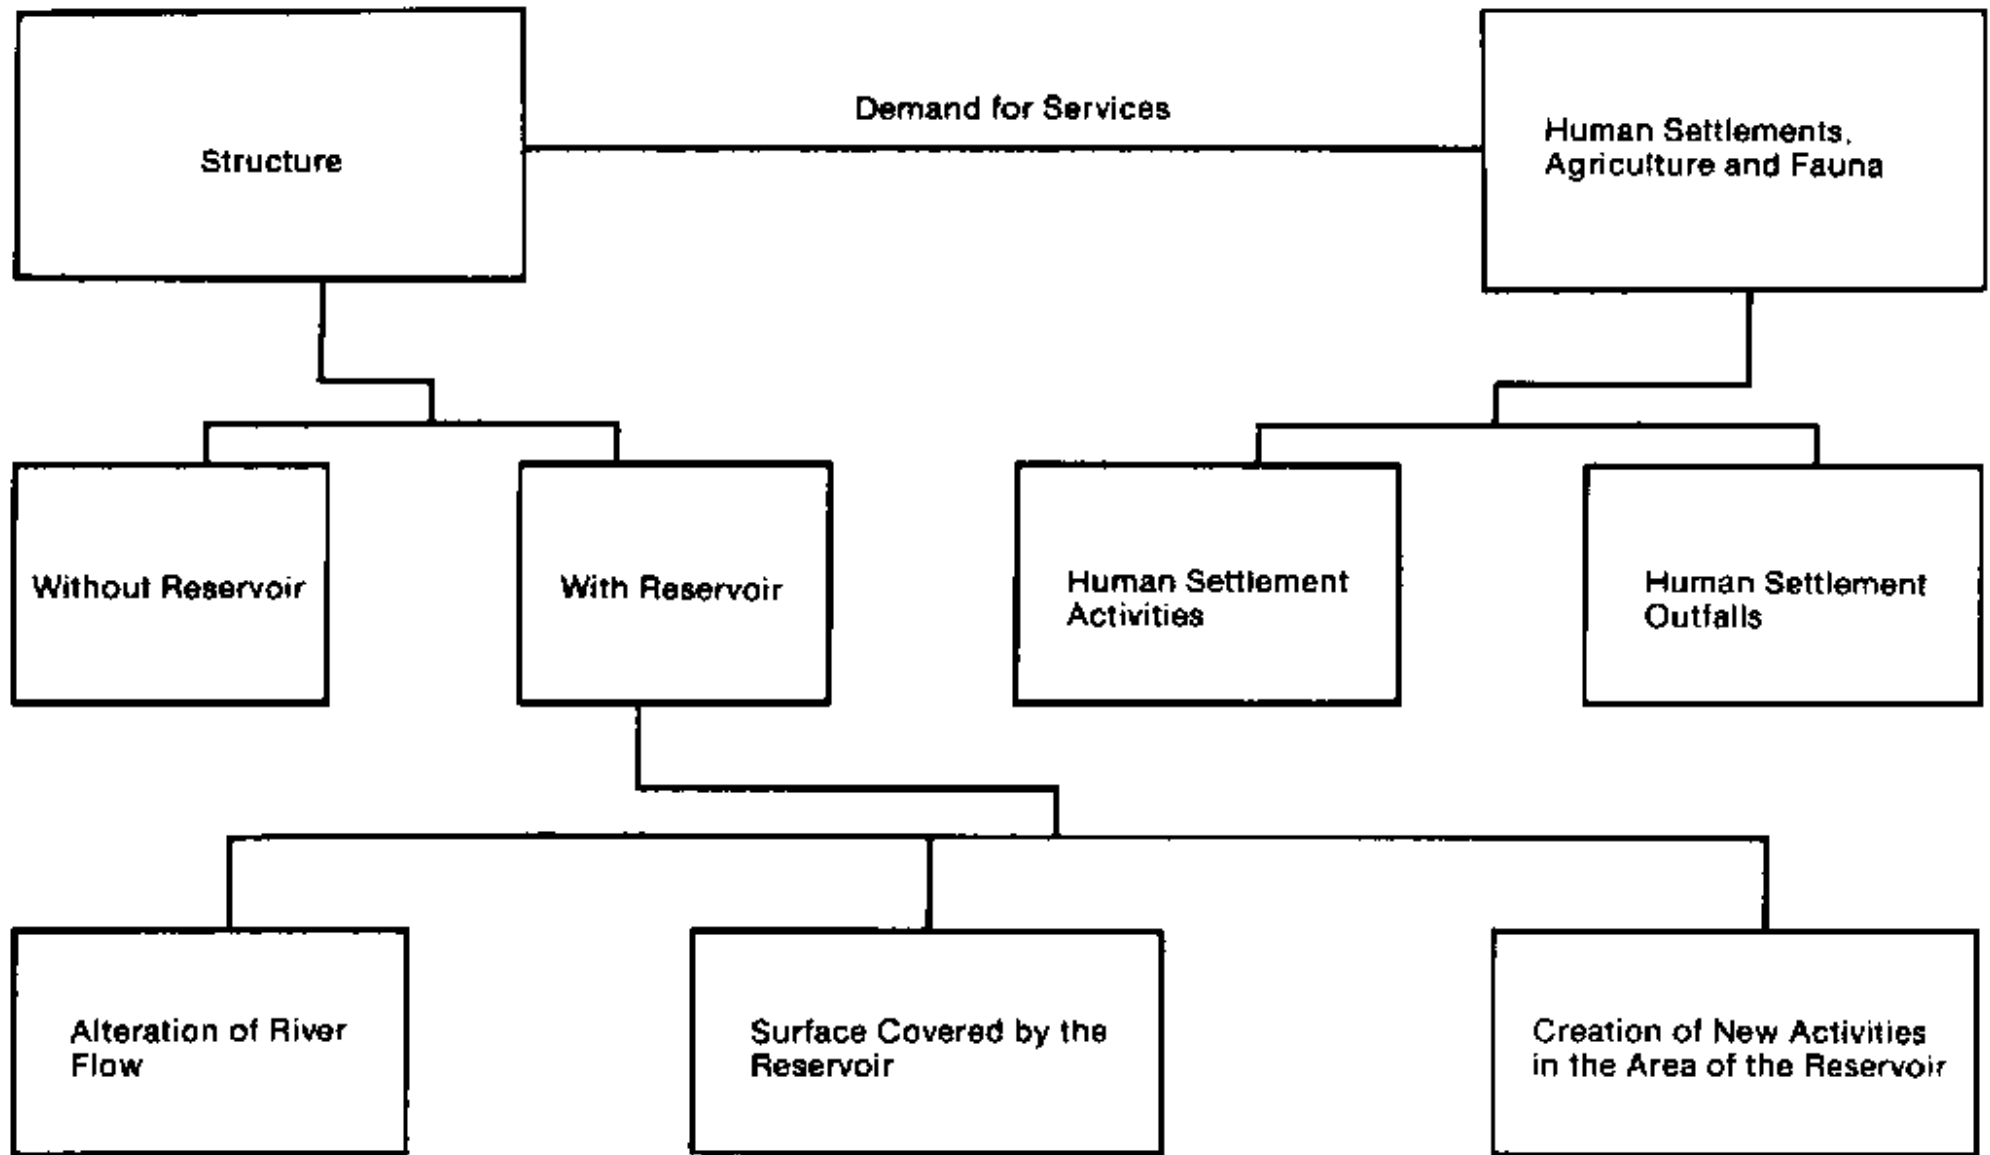 Demand for Services
Structure
Human Settlements,
Agriculture and Fauna
Without Reservoir
With Reservoir
Human Settlement
Activities
Human Settlement
Outfalls
Alteration of River
Flow
Surface Covered by the
Reservoir
Creation of New Activities
in the Area of the Reservoir